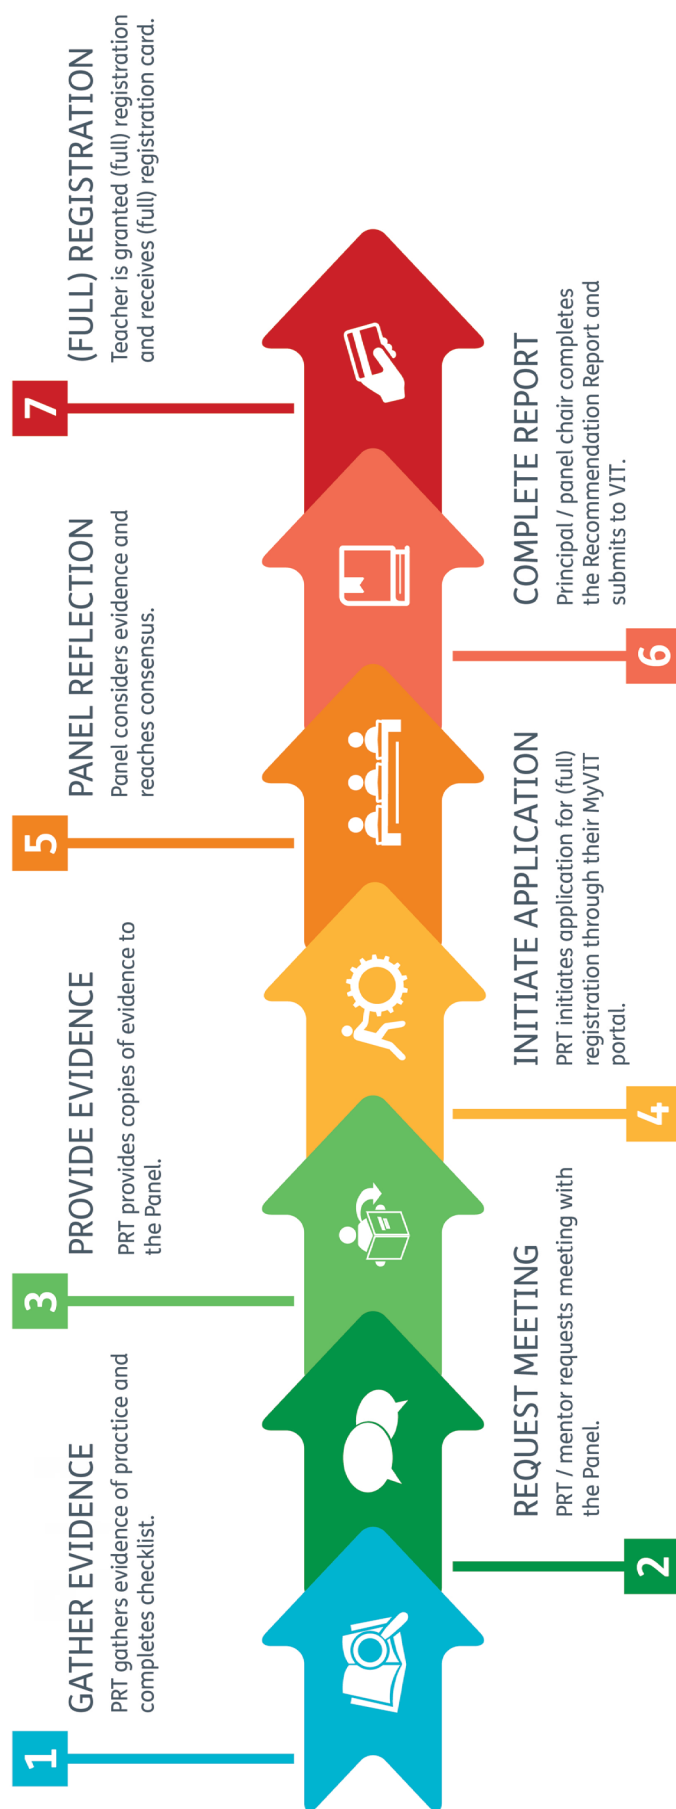 1
GATHER EVIDENCE
PRT gathers evidence of practice and
completes checklist.
2
REQUEST MEETING
PRT / mentor requests meeting with
the Panel.
3
PROVIDE EVIDENCE
PRT provides copies of evidence to
the Panel.
4
INITIATE APPLICATION
PRT initiates application for (full)
registration through their MyVIT
portal.
5
PANEL REFLECTION
Panel considers evidence and
reaches consensus.
6
COMPLETE REPORT
Principal / panel chair completes
the Recommendation Report and
submits to VIT.
7
(FULL) REGISTRATION
Teacher is granted (full) registration
and receives (full) registration card.